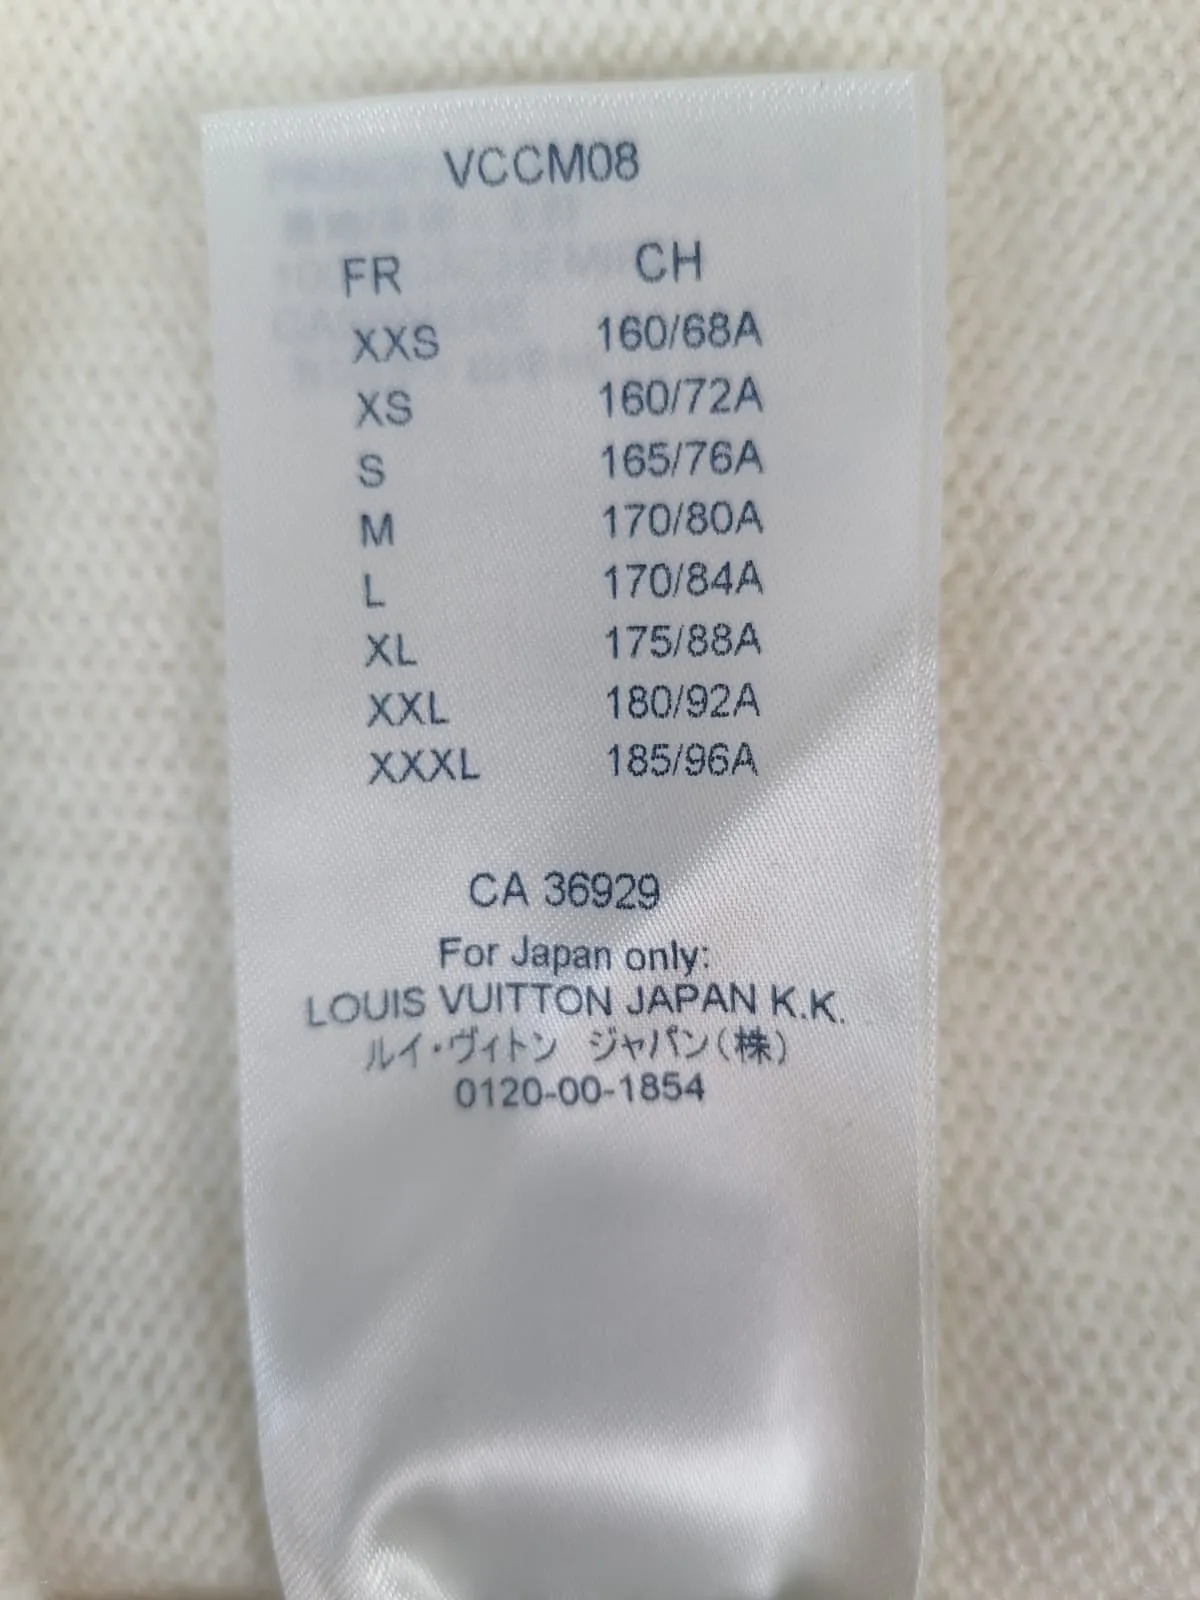 VCCM08
FR CH
XXS 160/68A
XS 160/72A
S 165/76A
M 170/80A
L 170/84A
XL 175/88A
XXL 180/92A
XXXL 185/96A
CA 36929
For Japan only:
LOUIS VUITTON JAPAN K.K.
ルイ・ヴィトン ジャパン(株)
0120-00-1854